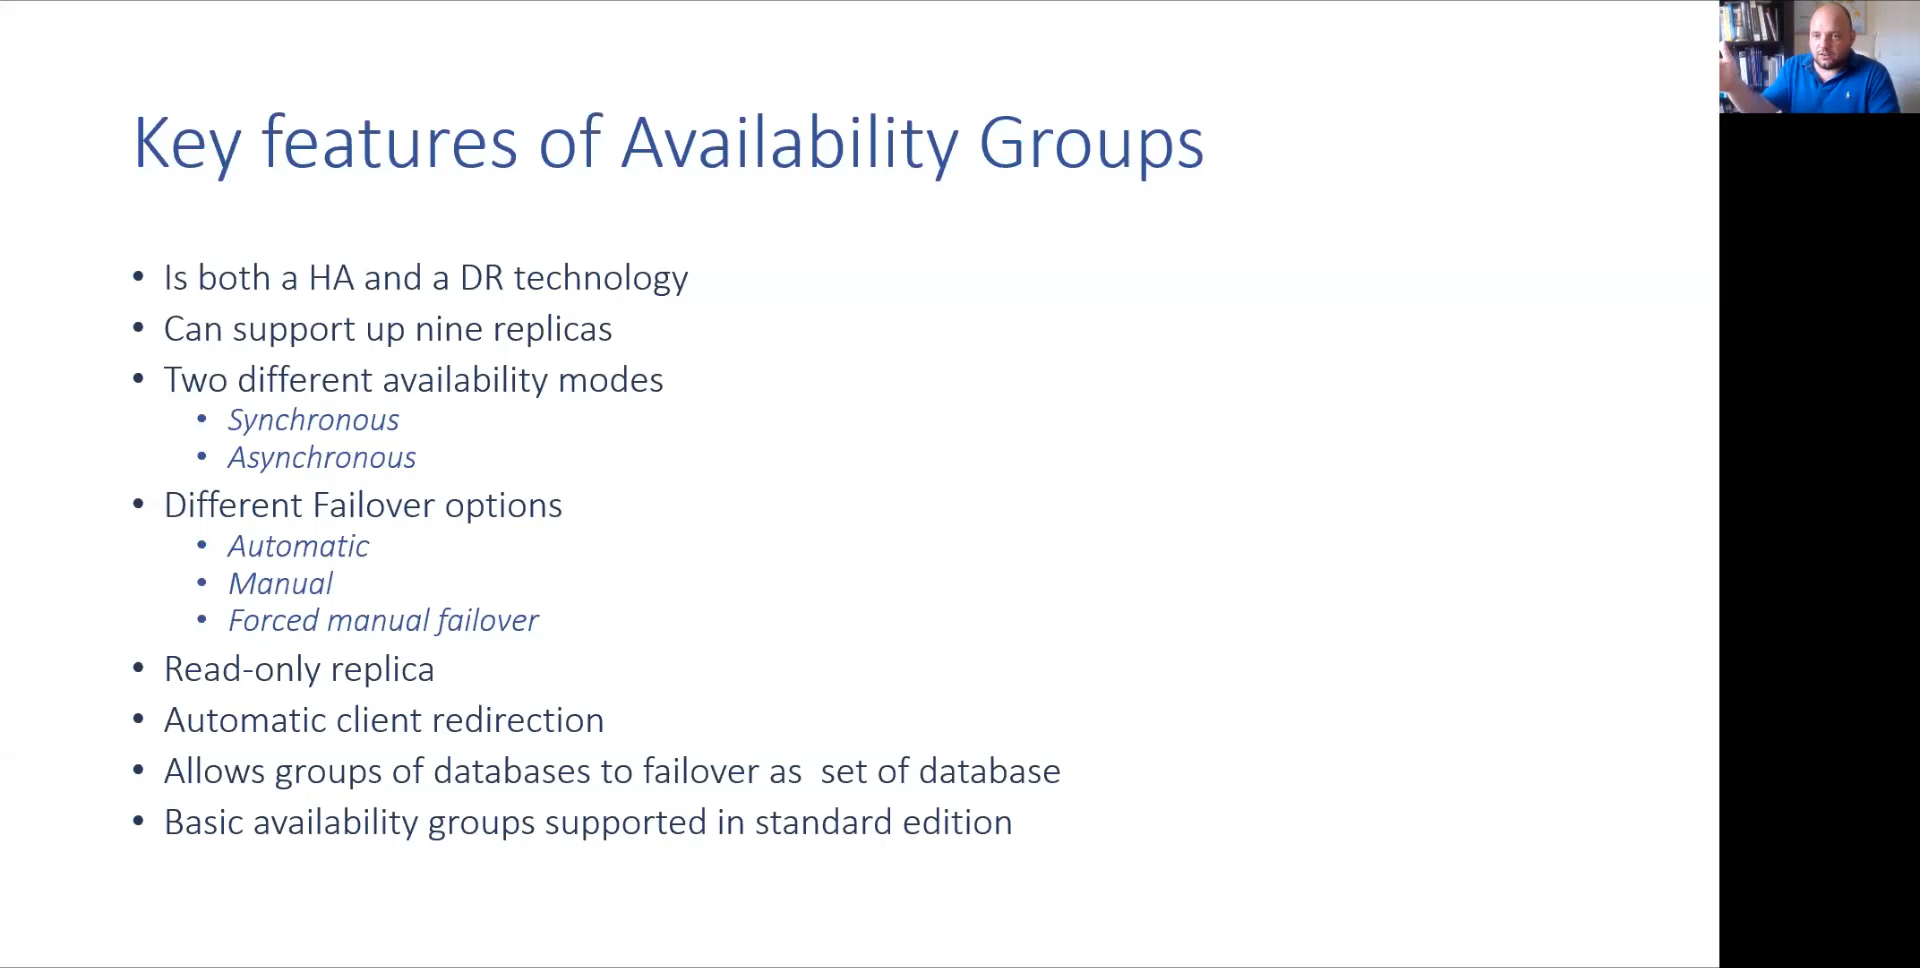 Key features of Availability Groups
• Is both a HA and a DR technology
• Can support up nine replicas
• Two different availability modes
• Synchronous
• Asynchronous
• Different Failover options
• Automatic
• Manual
• Forced manual failover
• Read-only replica
• Automatic client redirection
• Allows groups of databases to failover as  set of database
• Basic availability groups supported in standard edition